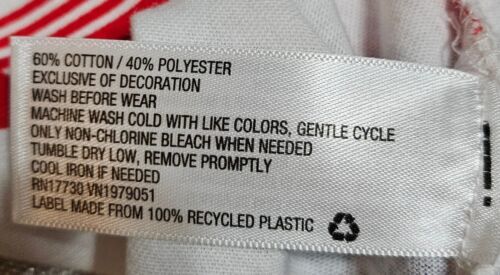 60% COTTON / 40% POLYESTER
EXCLUSIVE OF DECORATION
WASH BEFORE WEAR
MACHINE WASH COLD WITH LIKE COLORS, GENTLE CYCLE
ONLY NON-CHLORINE BLEACH WHEN NEEDED
TUMBLE DRY LOW, REMOVE PROMPTLY
COOL IRON IF NEEDED
RN17730 VN1979051
LABEL MADE FROM 100% RECYCLED PLASTIC